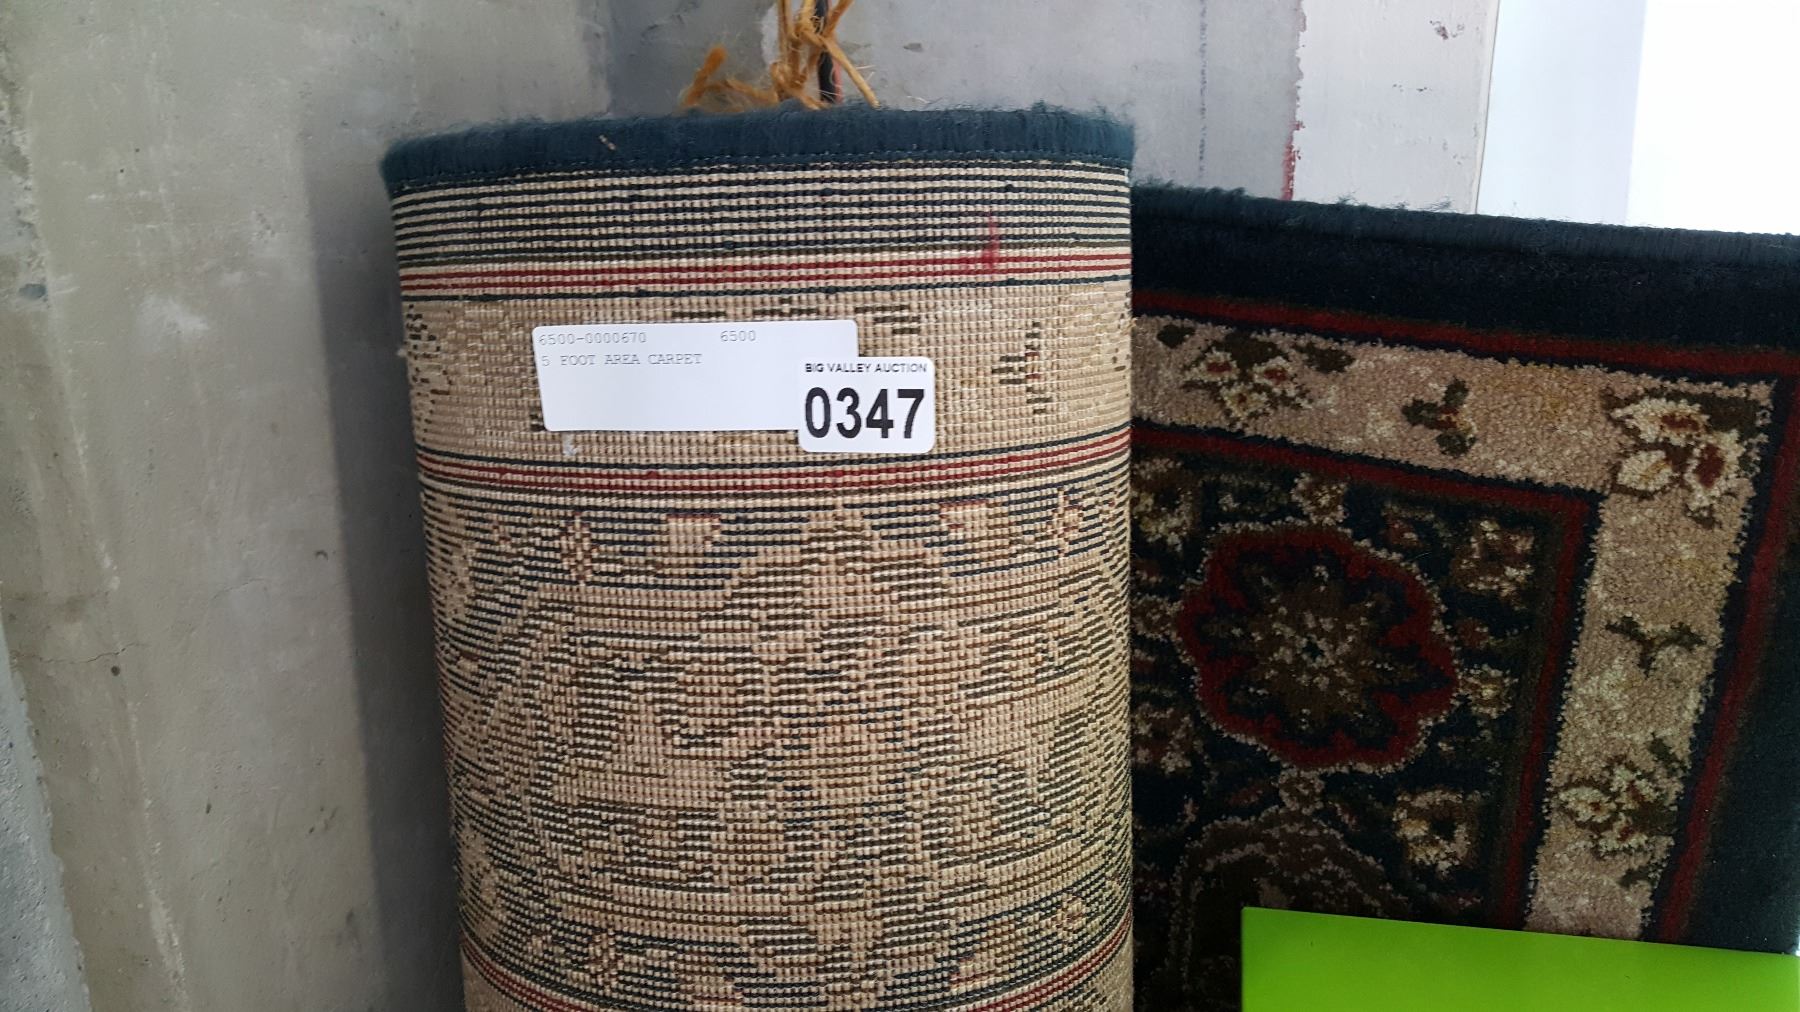 6500-0000670 6500
5 FOOT AREA CARPET
BIG VALLEY AUCTION
0347